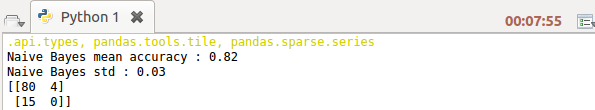 Python 1
00:07:55
.api.types, pandas.tools.tile, pandas.sparse.series
Naive Bayes mean accuracy : 0.82
Naive Bayes std : 0.03
[[80  4]
 [15  0]]